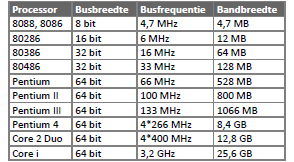 Processor Busbreedte Busfrequentie Bandbreedte
8088, 8086 8 bit 4,7 MHz 4,7 MB
80286 16 bit 6 MHz 12 MB
80386 32 bit 16 MHz 64 MB
80486 32 bit 33 MHz 128 MB
Pentium 64 bit 66 MHz 528 MB
Pentium II 64 bit 100 MHz 800 MB
Pentium III 64 bit 133 MHz 1066 MB
Pentium 4 64 bit 4*266 MHz 8,4 GB
Core 2 Duo 64 bit 4*400 MHz 12,8 GB
Core i 64 bit 3,2 GHz 25,6 GB